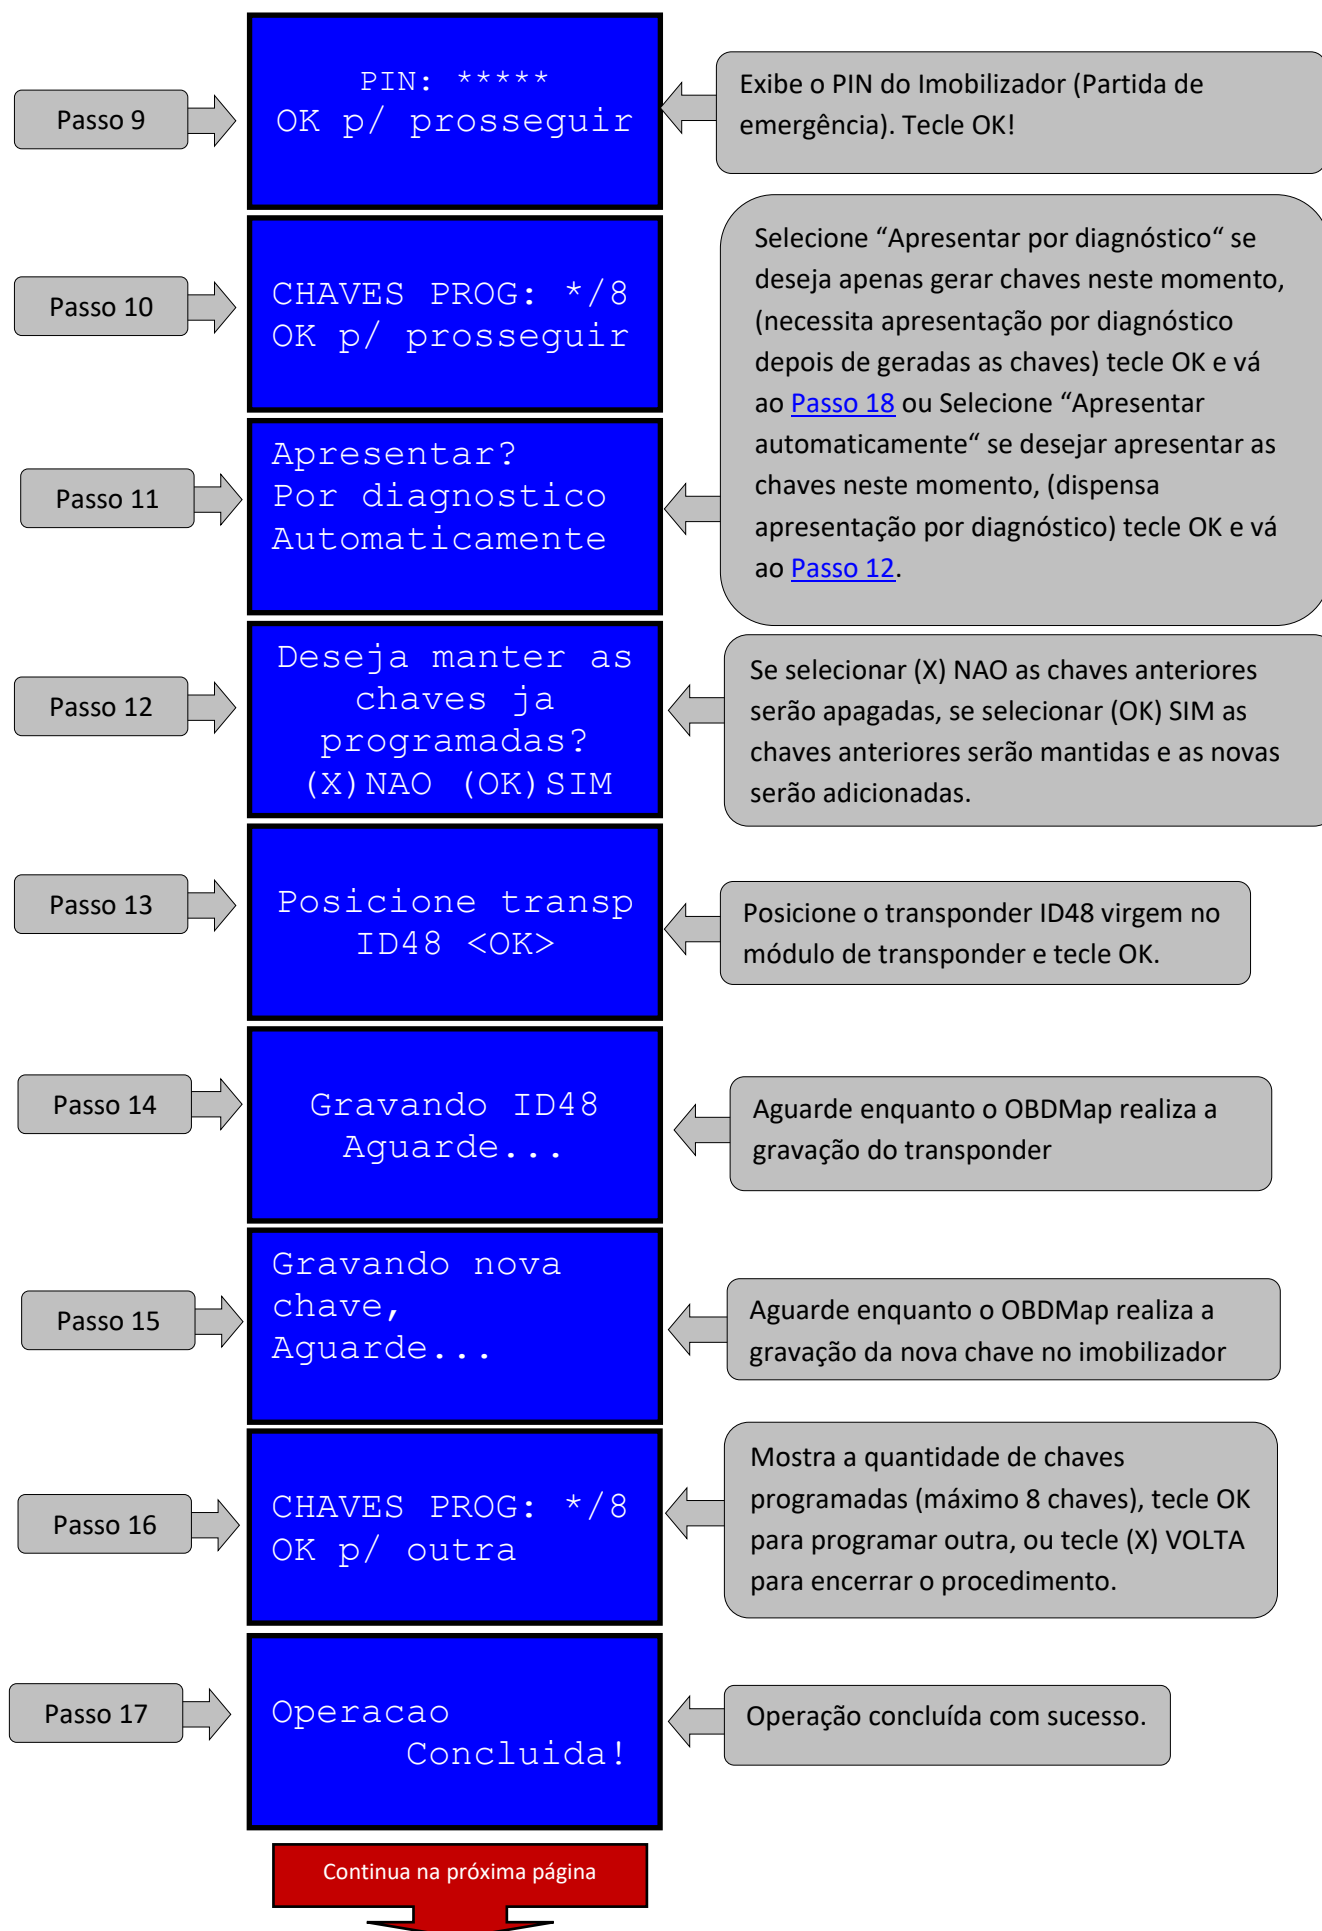 Passo 9
PIN: *****
OK p/ prosseguir
Exibe o PIN do Imobilizador (Partida de
emergência). Tecle OK!
Passo 10
CHAVES PROG: */8
OK p/ prosseguir
Passo 11
Apresentar?
Por diagnostico
Automaticamente
Selecione “Apresentar por diagnóstico“ se
deseja apenas gerar chaves neste momento,
(necessita apresentação por diagnóstico
depois de geradas as chaves) tecle OK e vá
ao Passo 18 ou Selecione “Apresentar
automaticamente“ se desejar apresentar as
chaves neste momento, (dispensa
apresentação por diagnóstico) tecle OK e vá
ao Passo 12.
Passo 12
Deseja manter as
chaves ja
programadas?
(X)NAO (OK)SIM
Se selecionar (X) NAO as chaves anteriores
serão apagadas, se selecionar (OK) SIM as
chaves anteriores serão mantidas e as novas
serão adicionadas.
Passo 13
Posicione transp
ID48 <OK>
Posicione o transponder ID48 virgem no
módulo de transponder e tecle OK.
Passo 14
Gravando ID48
Aguarde...
Aguarde enquanto o OBDMap realiza a
gravação do transponder
Passo 15
Gravando nova
chave,
Aguarde...
Aguarde enquanto o OBDMap realiza a
gravação da nova chave no imobilizador
Passo 16
CHAVES PROG: */8
OK p/ outra
Mostra a quantidade de chaves
programadas (máximo 8 chaves), tecle OK
para programar outra, ou tecle (X) VOLTA
para encerrar o procedimento.
Passo 17
Operacao
Concluida!
Operação concluída com sucesso.
Continua na próxima página